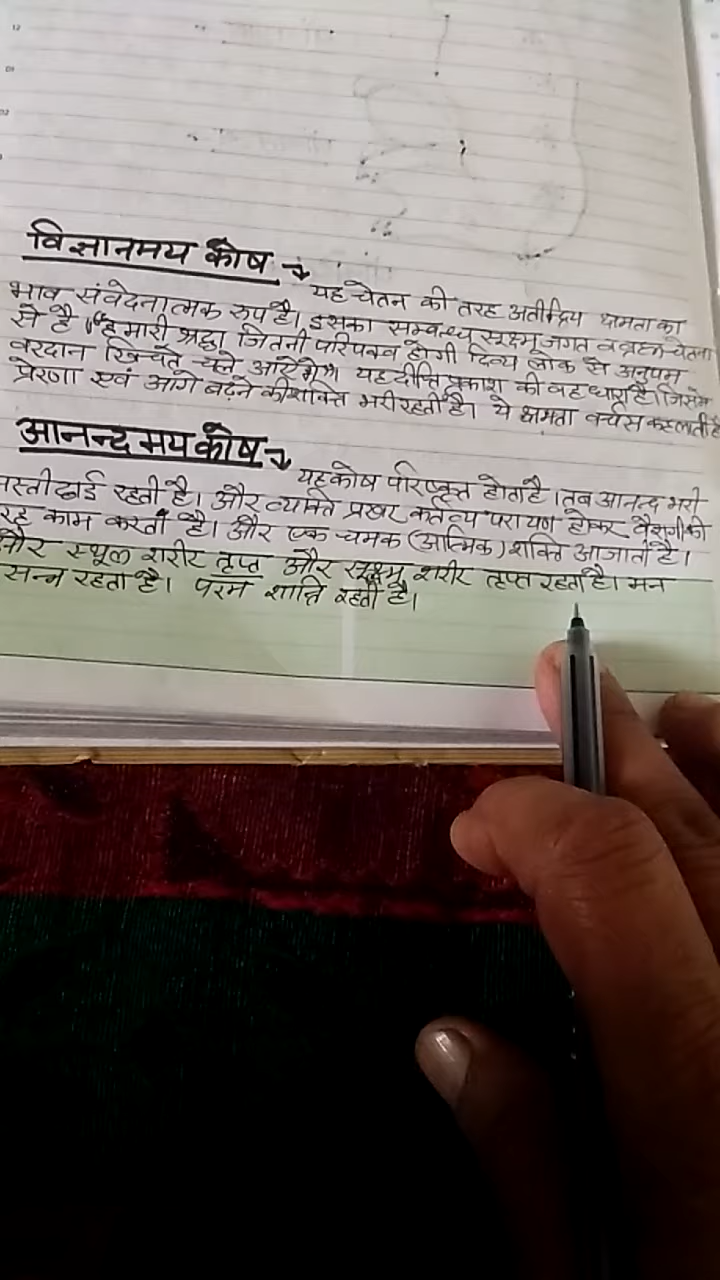 विज्ञानमय कोष → यह चेतन की तरह अतीन्द्रिय क्षमता का
भाव संवेदनात्मक रुप है। इसका सम्बन्ध सूक्ष्म जगत व ब्रह्म चेतना
से है। "हमारी श्रद्धा जितनी परिपक्व होगी दिव्य लोक से अनुपम
वरदान खिंचते चले आयेंगे"। यह दीप्ति प्रकाश की वह धारा है। जिसमें
प्रेरणा एवं आगे बढ़ने की शक्ति भरी रहती है। ये क्षमता वर्चस कहलाती है
आनन्दमय कोष → यह कोष परिष्कृत होता है। तब आनन्द भरी
मस्ती छाई रहती है। और व्यक्ति प्रखर कर्तव्य परायण होकर वैरागी की
रह काम करता है। और एक चमक (आत्मिक) शक्ति आ जाती है।
और स्थूल शरीर तृप्त और सूक्ष्म शरीर तृप्त रहता है। मन
सन्न रहता है। परम शान्ति रहती है।